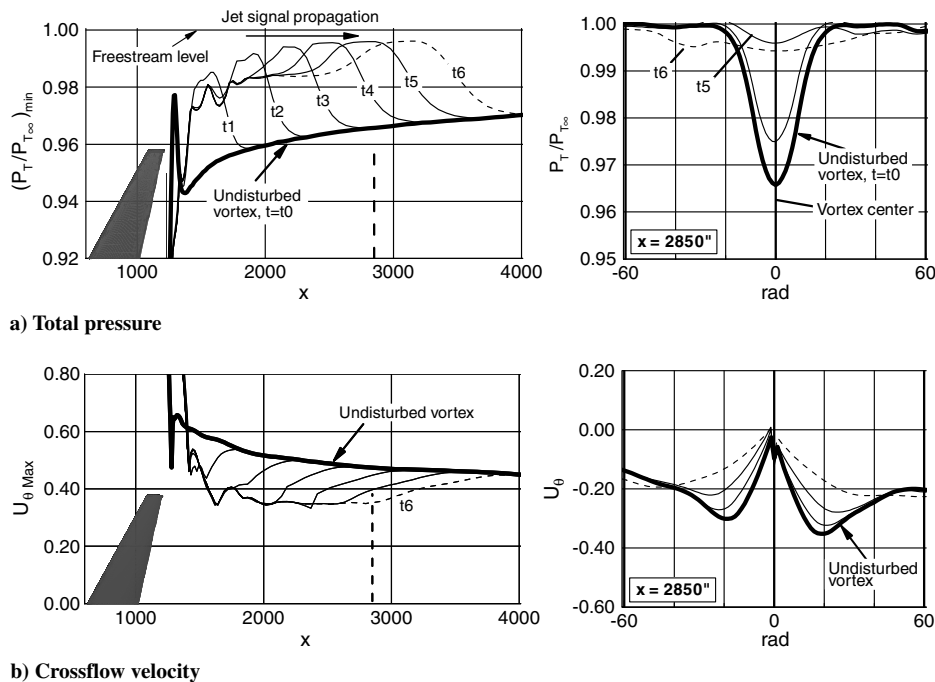 Jet signal propagation
1.00
Freestream level
0.98
0.96
0.94
0.92
(P_T/P_T∞)min
t1
t2
t3
t4
t5
t6
Undisturbed
vortex, t=t0
1000
2000
3000
4000
x
1.00
0.99
0.98
0.97
0.96
0.95
P_T/P_T∞
t6
t5
Undisturbed
vortex, t=t0
Vortex center
x = 2850"
-60
-20
0
20
60
rad
a) Total pressure
0.80
0.60
0.40
0.20
0.00
U_θ Max
Undisturbed vortex
t6
1000
2000
3000
4000
x
0.20
0.00
-0.20
-0.40
-0.60
U_θ
Undisturbed
vortex
x = 2850"
-60
-20
0
20
60
rad
b) Crossflow velocity